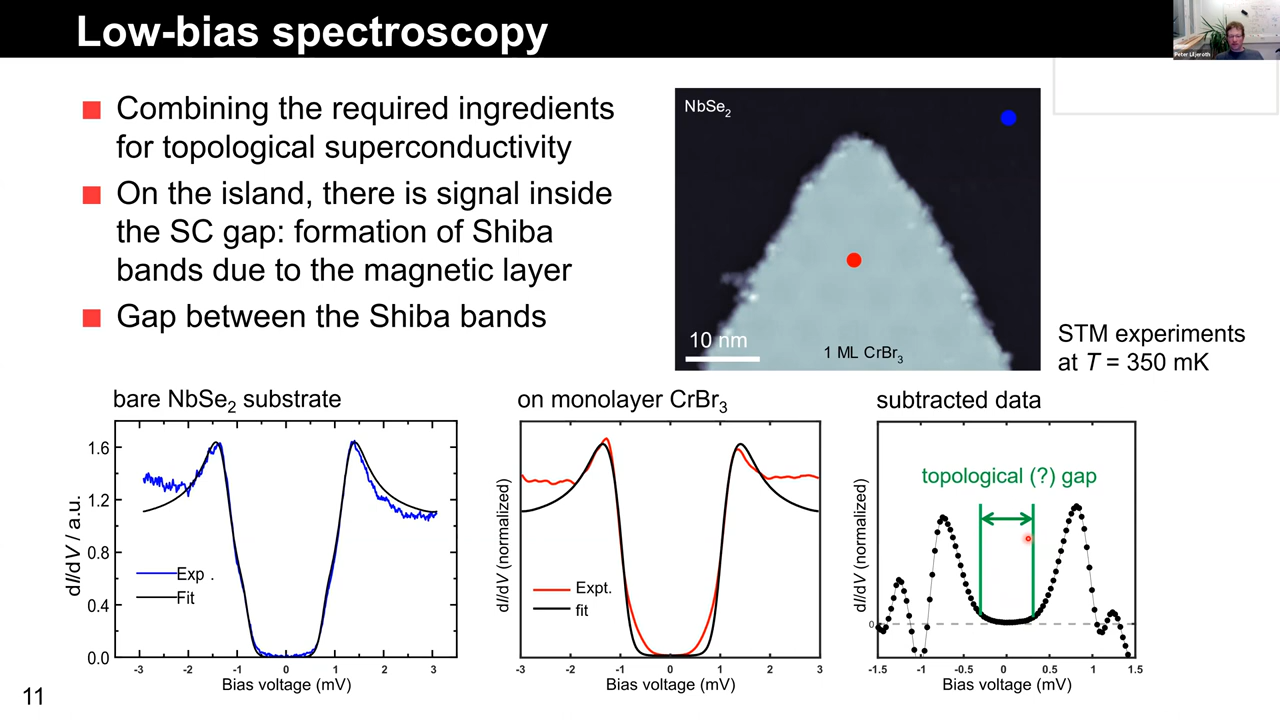 Low-bias spectroscopy
Peter Liljeroth
Combining the required ingredients
for topological superconductivity
On the island, there is signal inside
the SC gap: formation of Shiba
bands due to the magnetic layer
Gap between the Shiba bands
NbSe2
10 nm
1 ML CrBr3
STM experiments
at T = 350 mK
bare NbSe2 substrate
dI/dV / a.u.
1.6
1.2
0.8
0.4
0.0
Exp .
Fit
-3 -2 -1 0 1 2 3
Bias voltage (mV)
on monolayer CrBr3
dI/dV (normalized)
Expt.
fit
-3 -2 -1 0 1 2 3
Bias voltage (mV)
subtracted data
topological (?) gap
dI/dV (normalized)
0
-1.5 -1 -0.5 0 0.5 1 1.5
Bias voltage (mV)
11